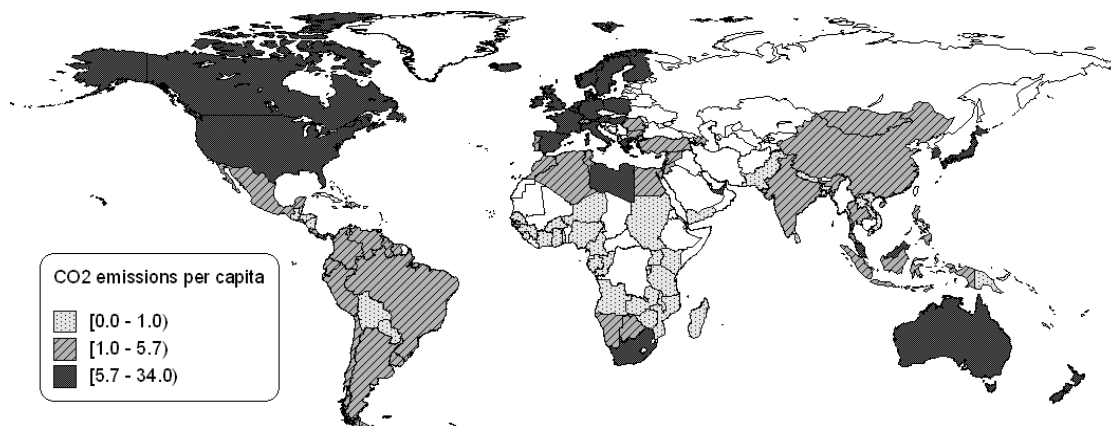 CO2 emissions per capita
[0.0 - 1.0)
[1.0 - 5.7)
[5.7 - 34.0)